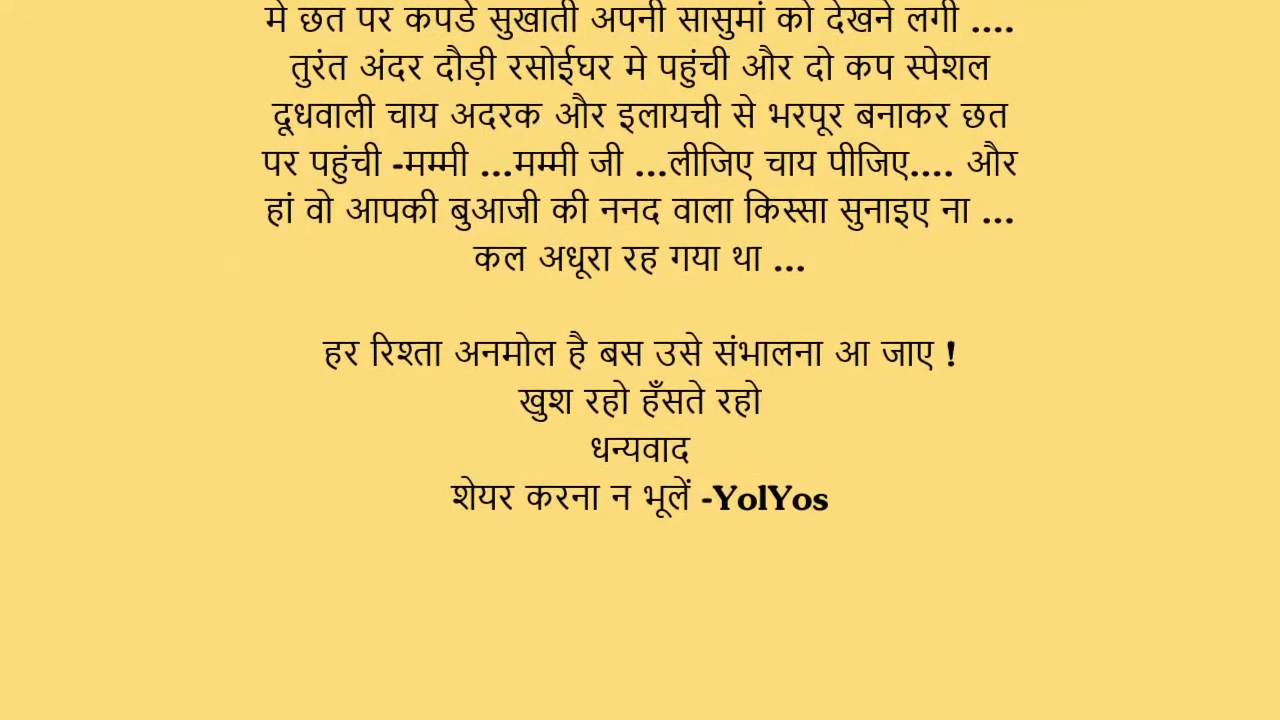 मे छत पर कपडे सुखाती अपनी सासुमां को देखने लगी ....
तुरंत अंदर दौड़ी रसोईघर मे पहुंची और दो कप स्पेशल
दूधवाली चाय अदरक और इलायची से भरपूर बनाकर छत
पर पहुंची -मम्मी ...मम्मी जी ...लीजिए चाय पीजिए.... और
हां वो आपकी बुआजी की ननद वाला किस्सा सुनाइए ना ...
कल अधूरा रह गया था ...
हर रिश्ता अनमोल है बस उसे संभालना आ जाए !
खुश रहो हँसते रहो
धन्यवाद
शेयर करना न भूलें -YolYos